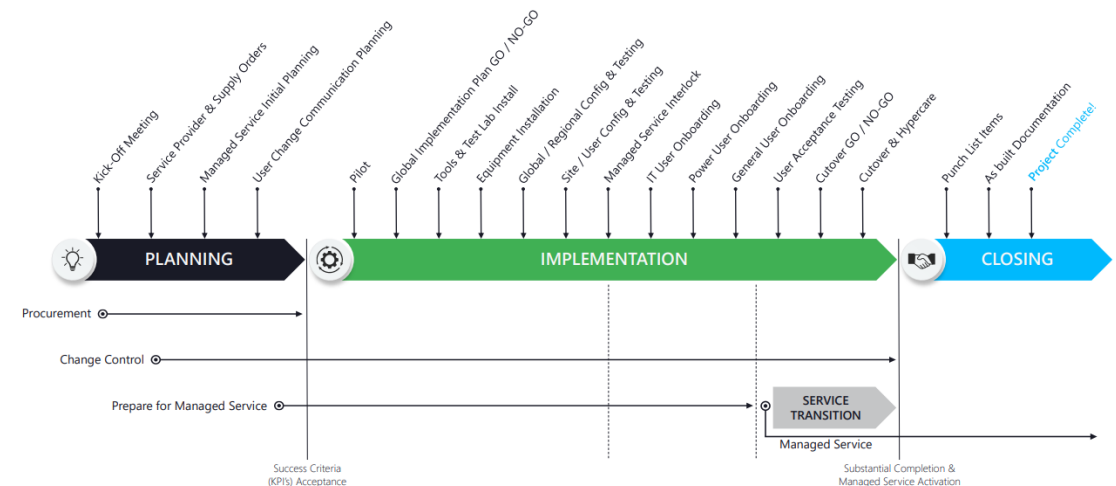 Kick-Off Meeting
Service Provider & Supply Orders
Managed Service Initial Planning
User Change Communication Planning
Pilot
Global Implementation Plan GO / NO-GO
Tools & Test Lab Install
Equipment Installation
Global / Regional Config & Testing
Site / User Config & Testing
Managed Service Interlock
IT User Onboarding
Power User Onboarding
General User Onboarding
User Acceptance Testing
Cutover GO / NO-GO
Cutover & Hypercare
Punch List Items
As built Documentation
Project Complete!
PLANNING
IMPLEMENTATION
CLOSING
Procurement
Change Control
Prepare for Managed Service
SERVICE
TRANSITION
Managed Service
Success Criteria
(KPI's) Acceptance
Substantial Completion &
Managed Service Activation